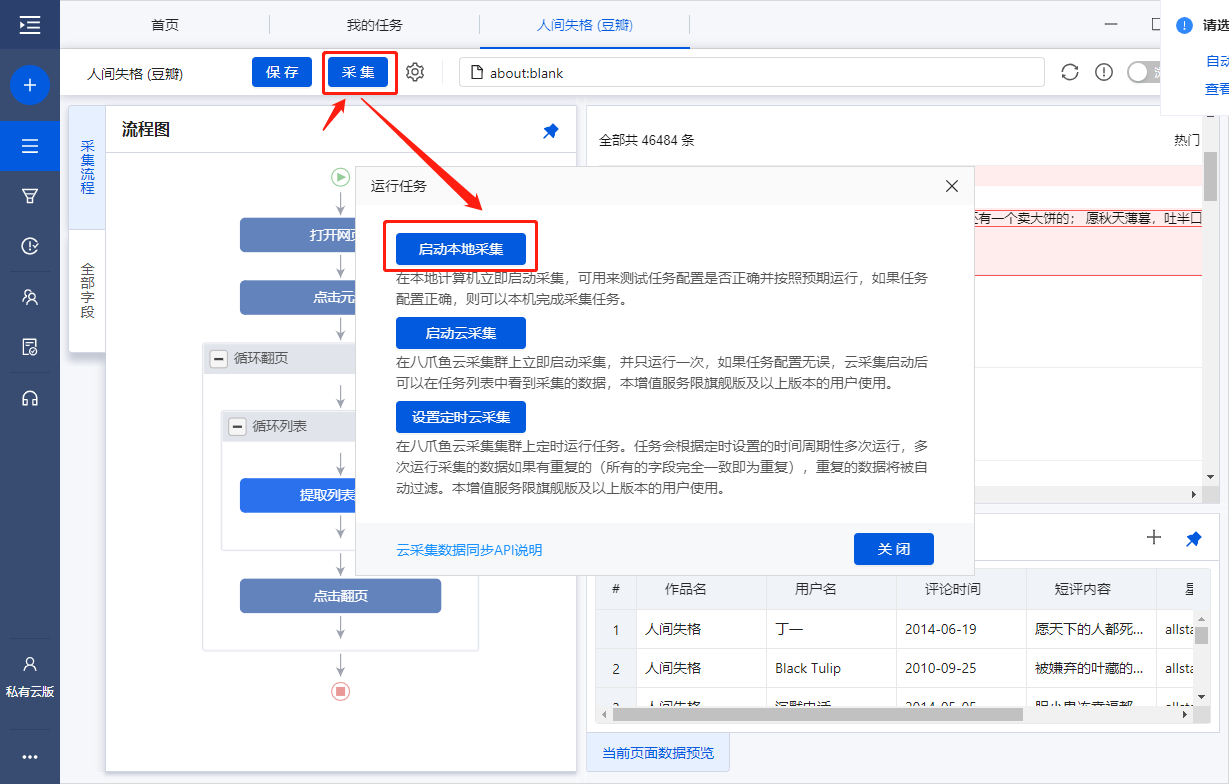 首页
我的任务
人间失格 (豆瓣)
请选
自动
查看
人间失格 (豆瓣)
保存
采集
about:blank
采集流程
全部字段
流程图
打开网页
点击元
循环翻页
循环列表
提取列表
点击翻页
全部共 46484 条
热门
还有一个卖大饼的； 愿秋天薄暮，吐半口
运行任务
启动本地采集
在本地计算机立即启动采集，可用来测试任务配置是否正确并按照预期运行，如果任务
配置正确，则可以本机完成采集任务。
启动云采集
在八爪鱼云采集群上立即启动采集，并只运行一次，如果任务配置无误，云采集启动后
可以在任务列表中看到采集的数据，本增值服务限旗舰版及以上版本的用户使用。
设置定时云采集
在八爪鱼云采集集群上定时运行任务。任务会根据定时设置的时间周期性多次运行，多
次运行采集的数据如果有重复的（所有的字段完全一致即为重复），重复的数据将被自
动过滤。本增值服务限旗舰版及以上版本的用户使用。
云采集数据同步API说明
关闭
# 作品名 用户名 评论时间 短评内容
1 人间失格 丁一 2014-06-19 愿天下的人都死... allsta
2 人间失格 Black Tulip 2010-09-25 被嫌弃的叶藏的... allsta
人间失格 沉默电话 2014-05-05
当前页面数据预览
私有云版